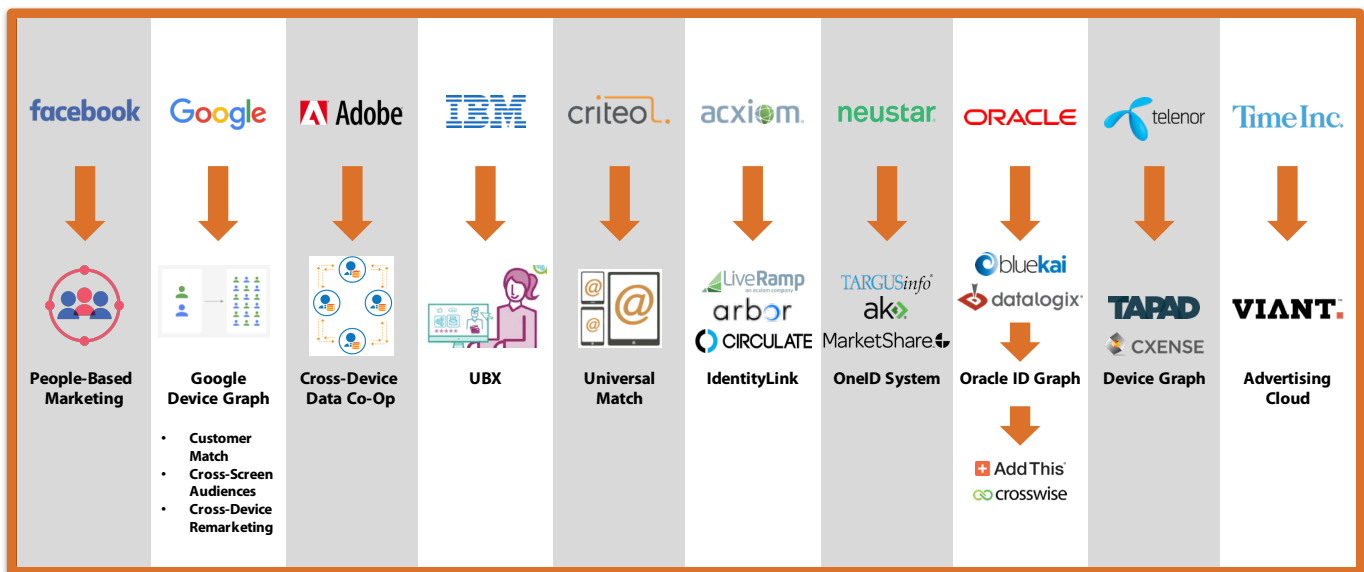 facebook
Google
Adobe
IBM
criteo
acxiom.
neustar.
ORACLE
telenor
Time Inc.
@
@
@
LiveRamp
an acxiom company
arbor
CIRCULATE
TARGUSinfo®
ak
MarketShare
bluekai
datalogix
TAPAD
CXENSE
VIANT.
People-Based
Marketing
Google
Device Graph
Cross-Device
Data Co-Op
UBX
Universal
Match
IdentityLink
OneID System
Oracle ID Graph
Device Graph
Advertising
Cloud
• Customer
Match
• Cross-Screen
Audiences
• Cross-Device
Remarketing
AddThis
crosswise